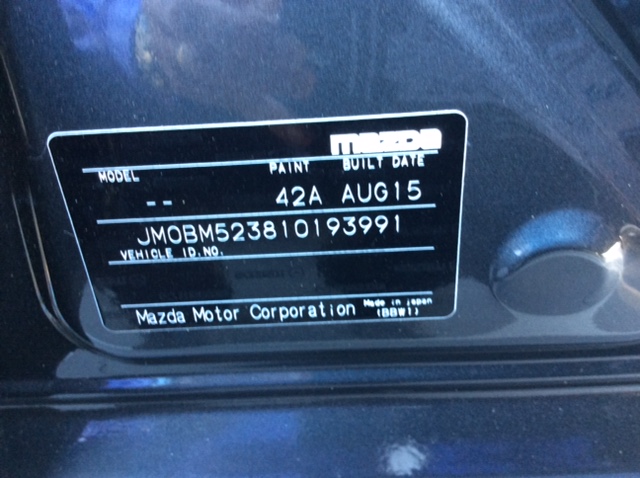 mazda
MODEL PAINT BUILT DATE
-- 42A AUG15
JM0BM523810193991
VEHICLE ID.NO.
Mazda Motor Corporation Made in Japan
(BBW1)